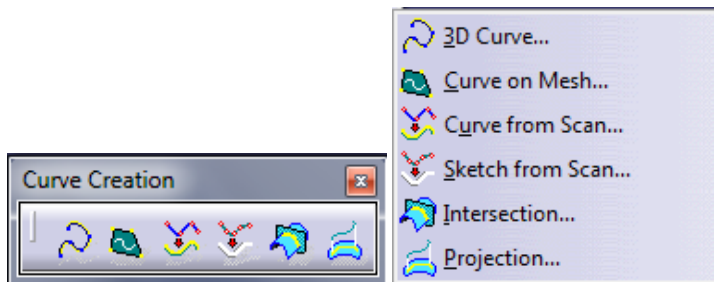 Curve Creation
3D Curve...
Curve on Mesh...
Curve from Scan...
Sketch from Scan...
Intersection...
Projection...